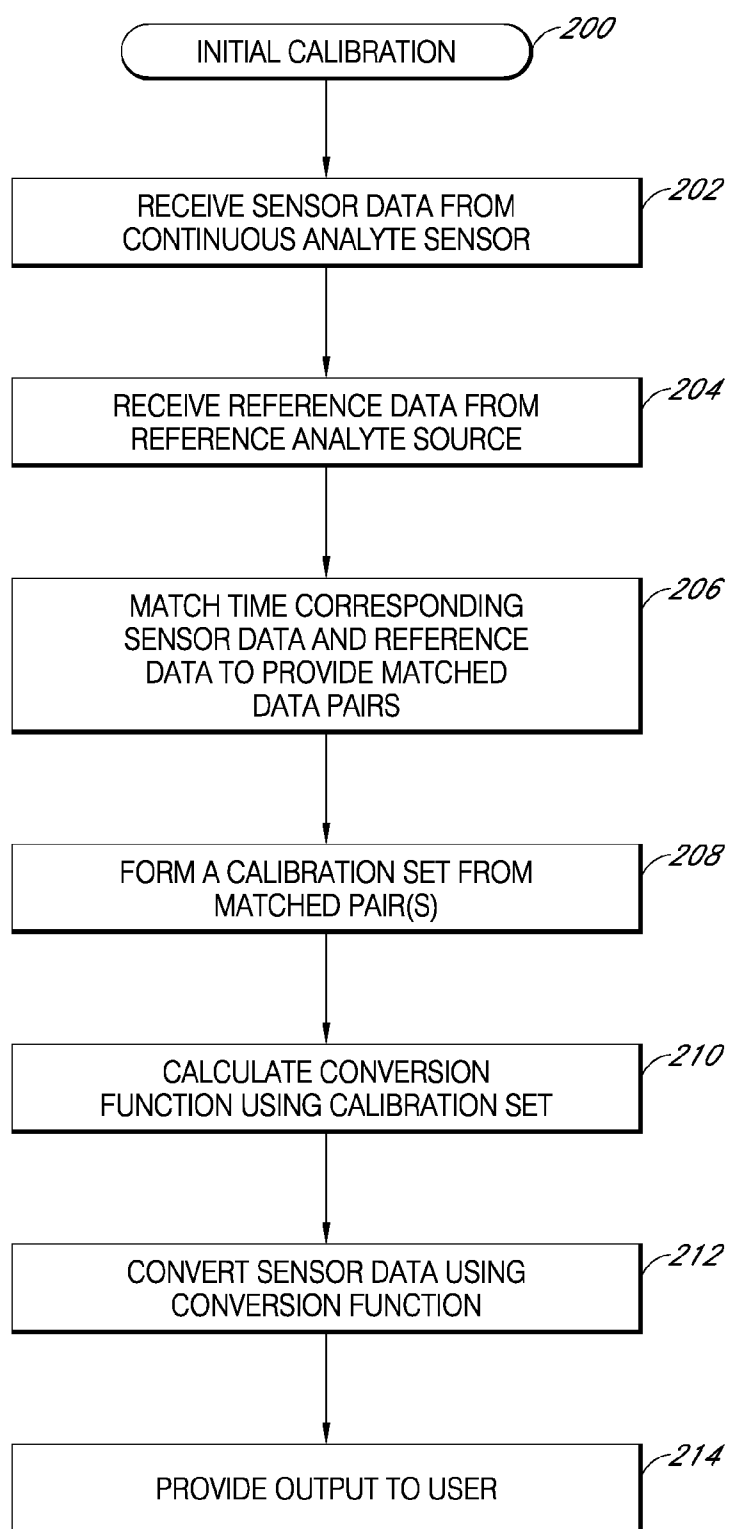 INITIAL CALIBRATION
200
RECEIVE SENSOR DATA FROM
CONTINUOUS ANALYTE SENSOR
202
RECEIVE REFERENCE DATA FROM
REFERENCE ANALYTE SOURCE
204
MATCH TIME CORRESPONDING
SENSOR DATA AND REFERENCE
DATA TO PROVIDE MATCHED
DATA PAIRS
206
FORM A CALIBRATION SET FROM
MATCHED PAIR(S)
208
CALCULATE CONVERSION
FUNCTION USING CALIBRATION SET
210
CONVERT SENSOR DATA USING
CONVERSION FUNCTION
212
PROVIDE OUTPUT TO USER
214